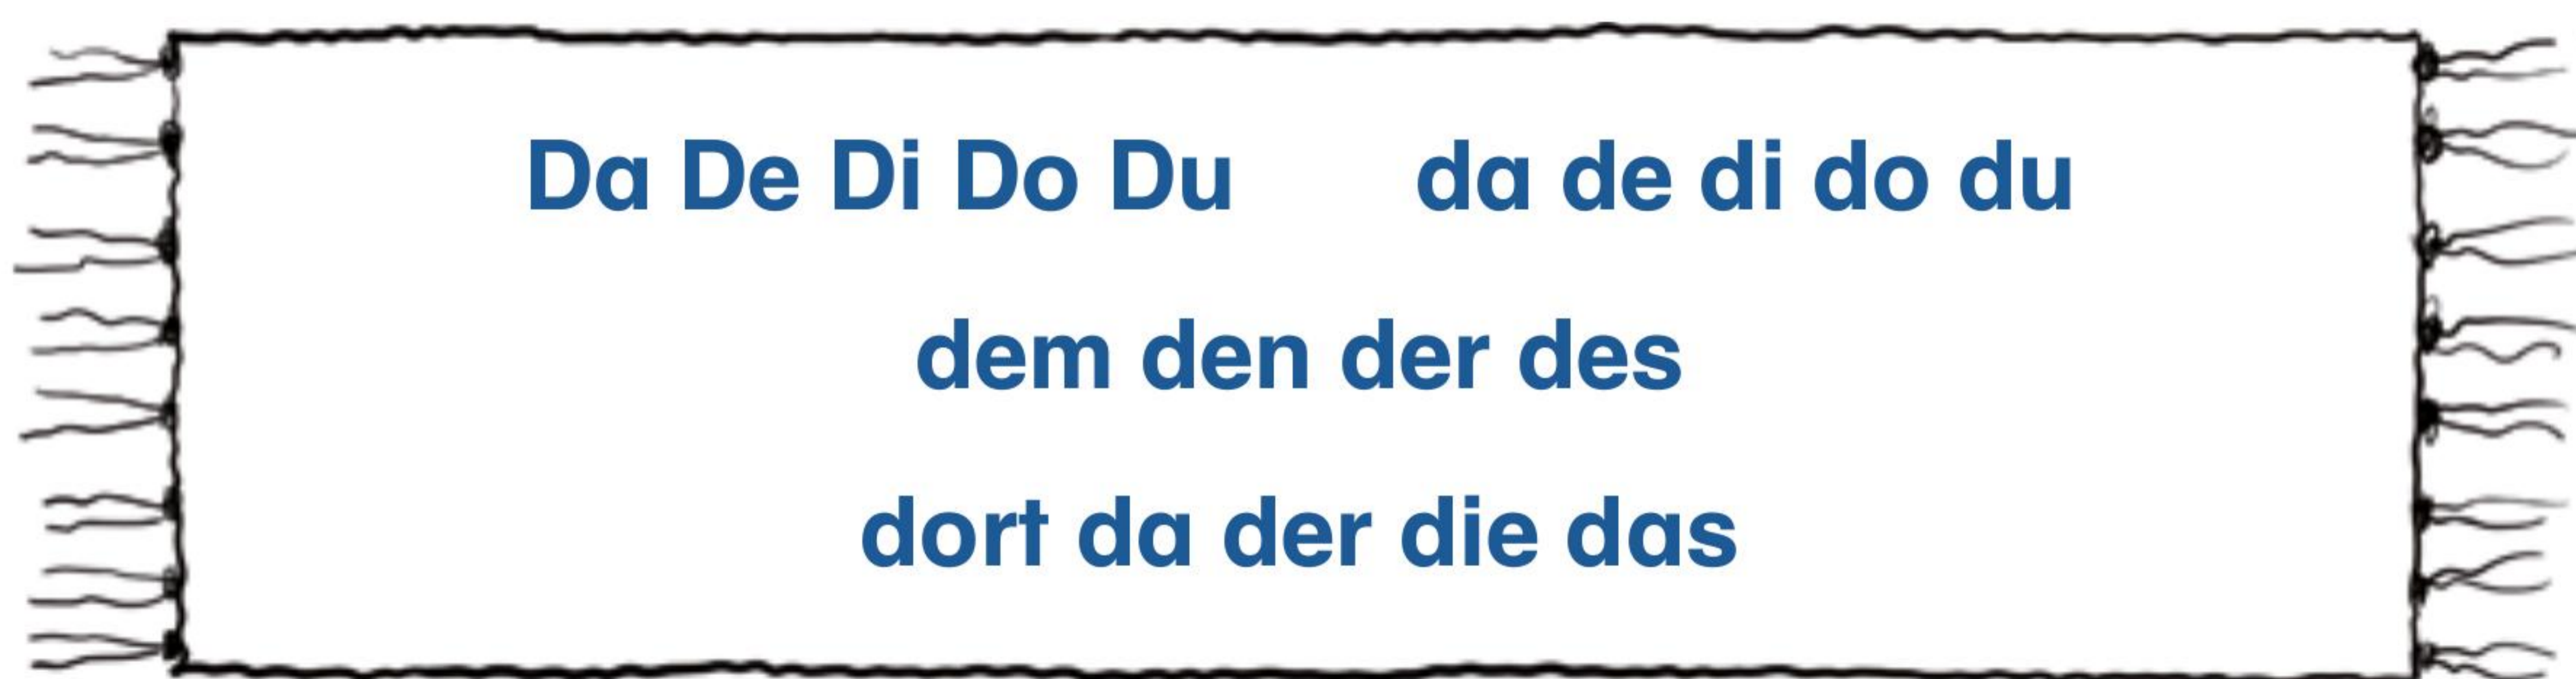 Da De Di Do Du da de di do du
dem den der des
dort da der die das